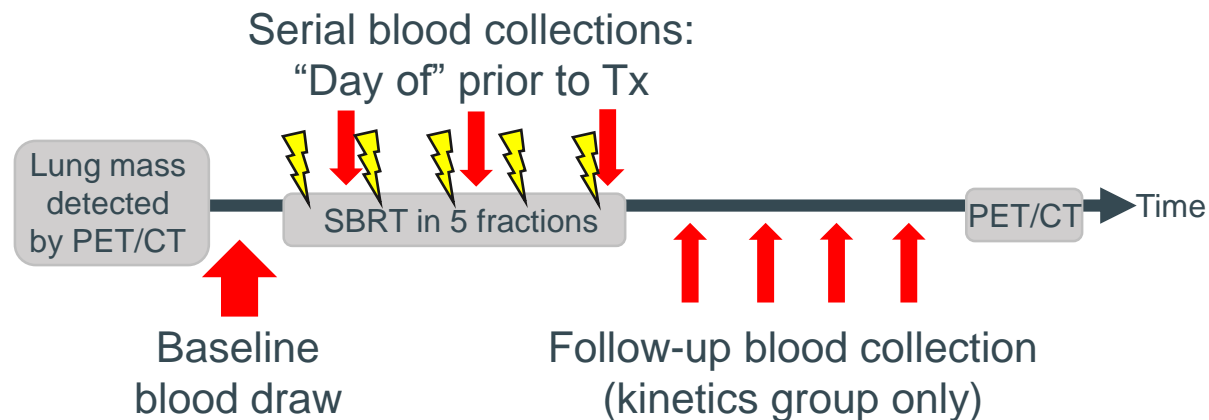 Serial blood collections:
“Day of” prior to Tx
Lung mass
detected
by PET/CT
SBRT in 5 fractions
PET/CT
Time
Baseline
blood draw
Follow-up blood collection
(kinetics group only)